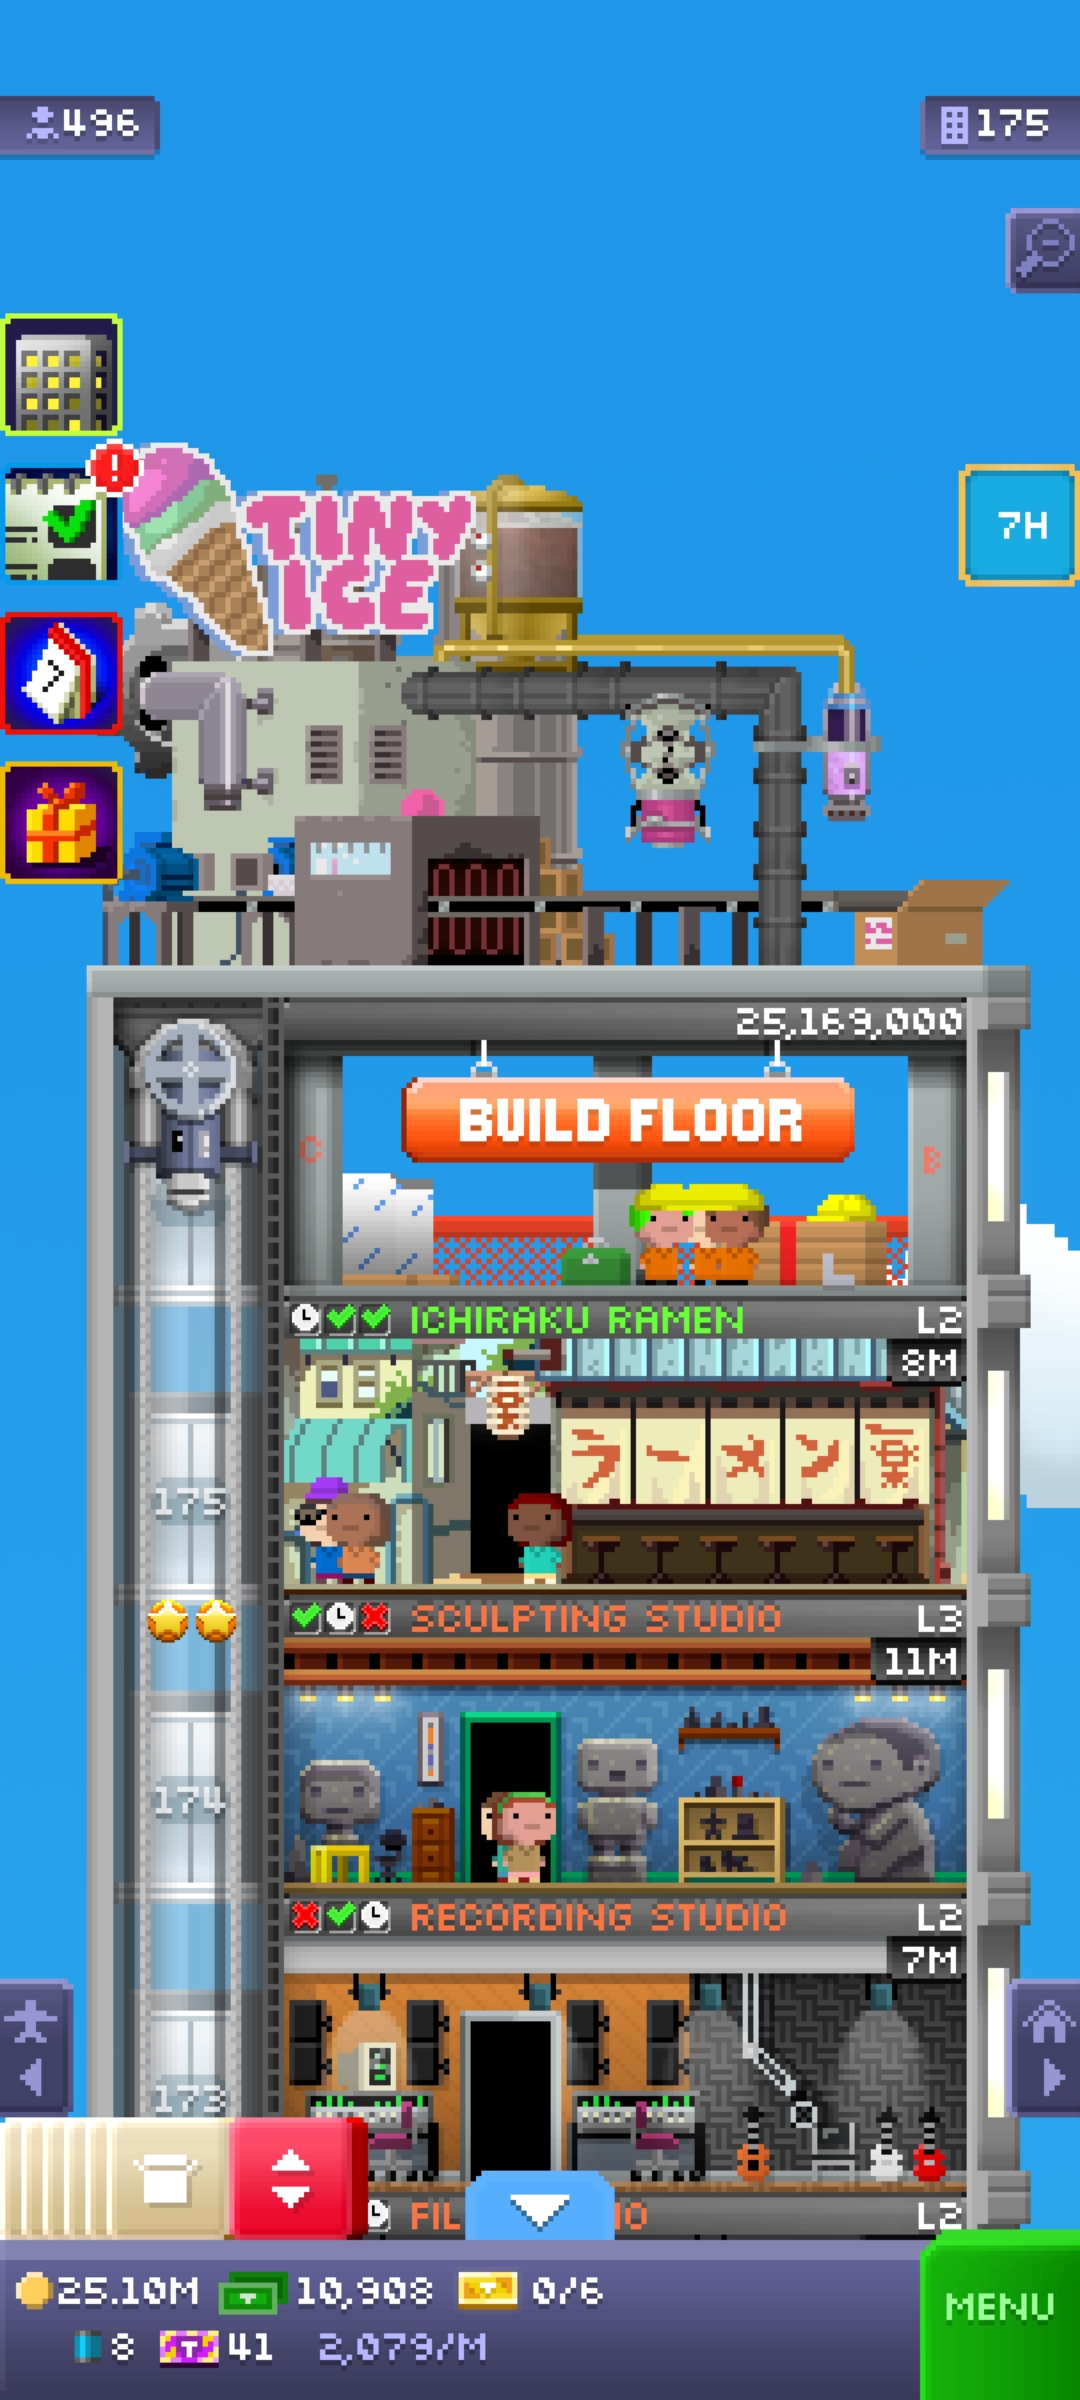 496
175
7H
TINY
ICE
25,169,000
BUILD FLOOR
C
B
ICHIRAKU RAMEN L2
8M
ラーメン
175
SCULPTING STUDIO L3
11M
174
RECORDING STUDIO L2
7M
173
FIL
IO L2
25.10M 10,908 0/6
8 41 2,079/M
MENU